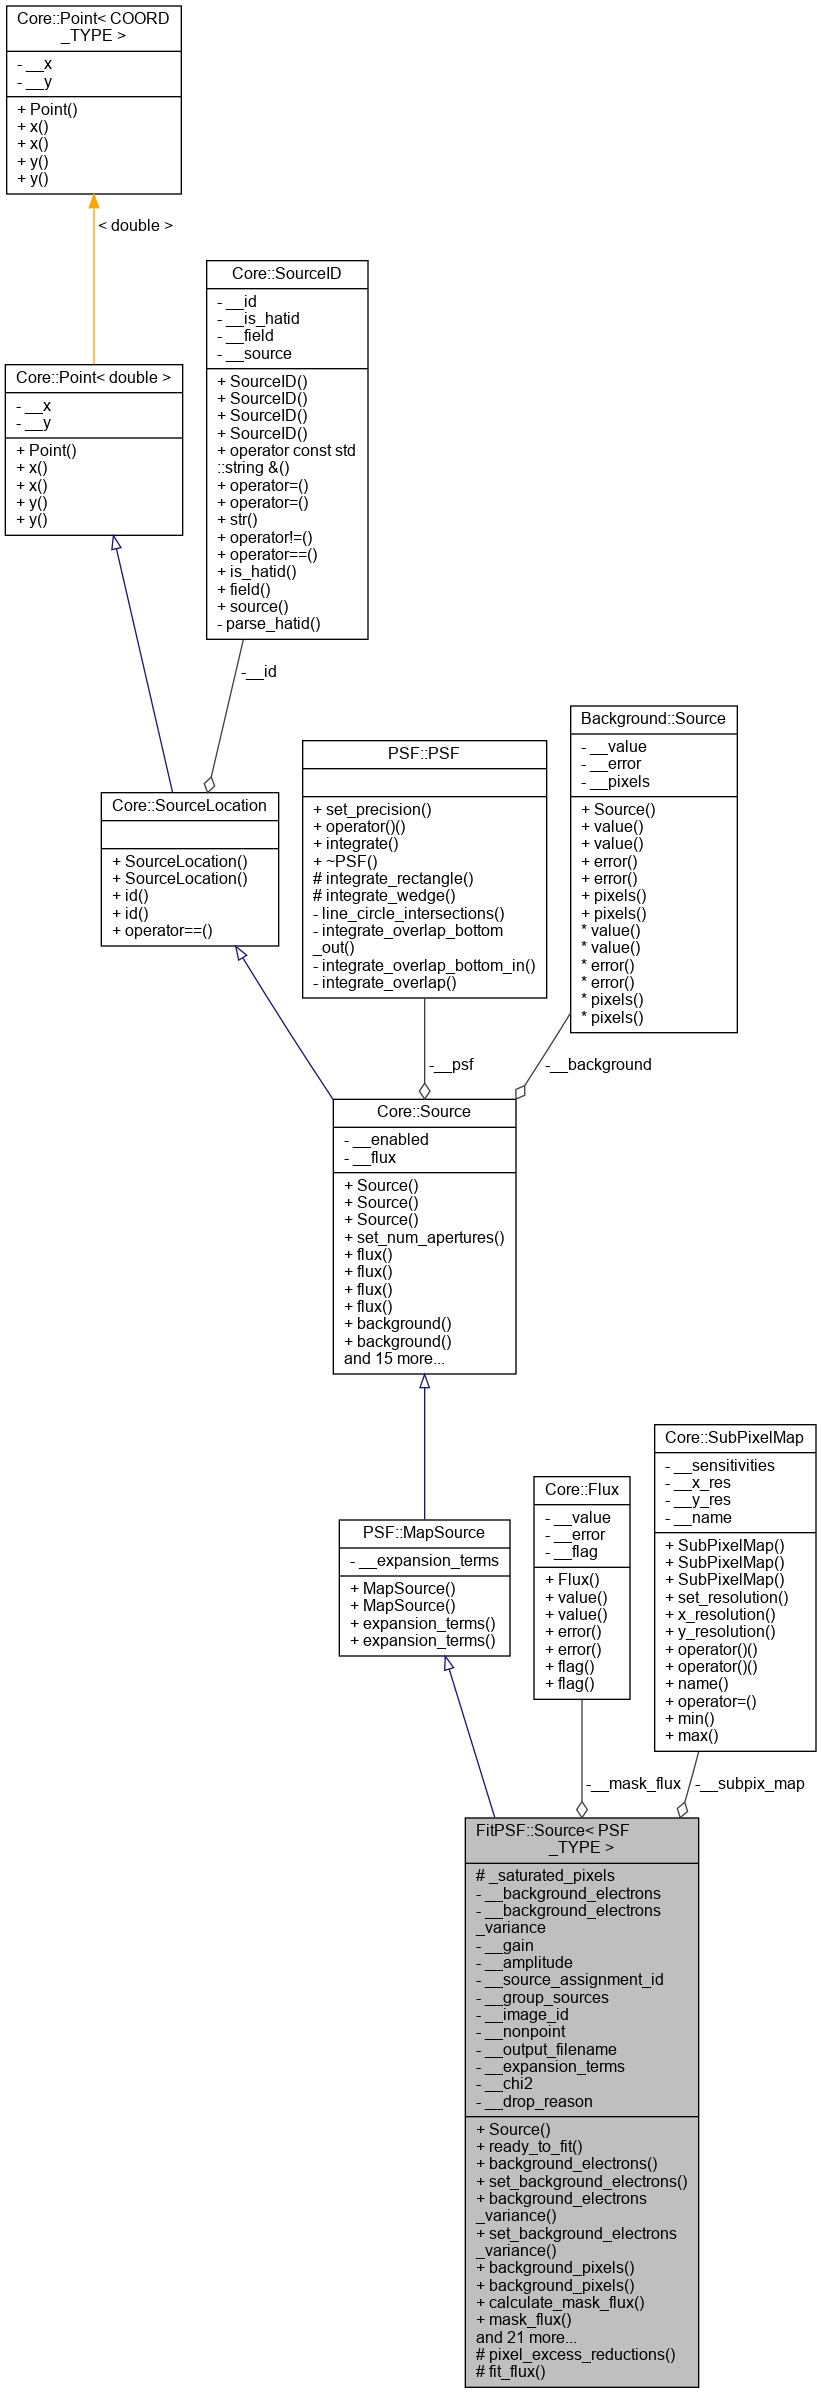 Core::Point< COORD
_TYPE >
- __x
- __y
+ Point()
+ x()
+ x()
+ y()
+ y()
< double >
Core::SourceID
- __id
- __is_hatid
- __field
- __source
+ SourceID()
+ SourceID()
+ SourceID()
+ SourceID()
+ operator const std
::string &()
+ operator=()
+ operator=()
+ str()
+ operator!=()
+ operator==()
+ is_hatid()
+ field()
+ source()
- parse_hatid()
Core::Point< double >
- __x
- __y
+ Point()
+ x()
+ x()
+ y()
+ y()
-__id
Core::SourceLocation
+ SourceLocation()
+ SourceLocation()
+ id()
+ id()
+ operator==()
PSF::PSF
+ set_precision()
+ operator()()
+ integrate()
+ ~PSF()
# integrate_rectangle()
# integrate_wedge()
- line_circle_intersections()
- integrate_overlap_bottom
_out()
- integrate_overlap_bottom_in()
- integrate_overlap()
Background::Source
- __value
- __error
- __pixels
+ Source()
+ value()
+ value()
+ error()
+ error()
+ pixels()
+ pixels()
* value()
* value()
* error()
* error()
* pixels()
* pixels()
-__psf
-__background
Core::Source
- __enabled
- __flux
+ Source()
+ Source()
+ Source()
+ set_num_apertures()
+ flux()
+ flux()
+ flux()
+ flux()
+ background()
+ background()
and 15 more...
PSF::MapSource
- __expansion_terms
+ MapSource()
+ MapSource()
+ expansion_terms()
+ expansion_terms()
Core::Flux
- __value
- __error
- __flag
+ Flux()
+ value()
+ value()
+ error()
+ error()
+ flag()
+ flag()
Core::SubPixelMap
- __sensitivities
- __x_res
- __y_res
- __name
+ SubPixelMap()
+ SubPixelMap()
+ SubPixelMap()
+ set_resolution()
+ x_resolution()
+ y_resolution()
+ operator()()
+ operator()()
+ name()
+ operator=()
+ min()
+ max()
-__mask_flux
-__subpix_map
FitPSF::Source< PSF
_TYPE >
# _saturated_pixels
- __background_electrons
- __background_electrons
_variance
- __gain
- __amplitude
- __source_assignment_id
- __group_sources
- __image_id
- __nonpoint
- __output_filename
- __expansion_terms
- __chi2
- __drop_reason
+ Source()
+ ready_to_fit()
+ background_electrons()
+ set_background_electrons()
+ background_electrons
_variance()
+ set_background_electrons
_variance()
+ background_pixels()
+ background_pixels()
+ calculate_mask_flux()
+ mask_flux()
and 21 more...
# pixel_excess_reductions()
# fit_flux()